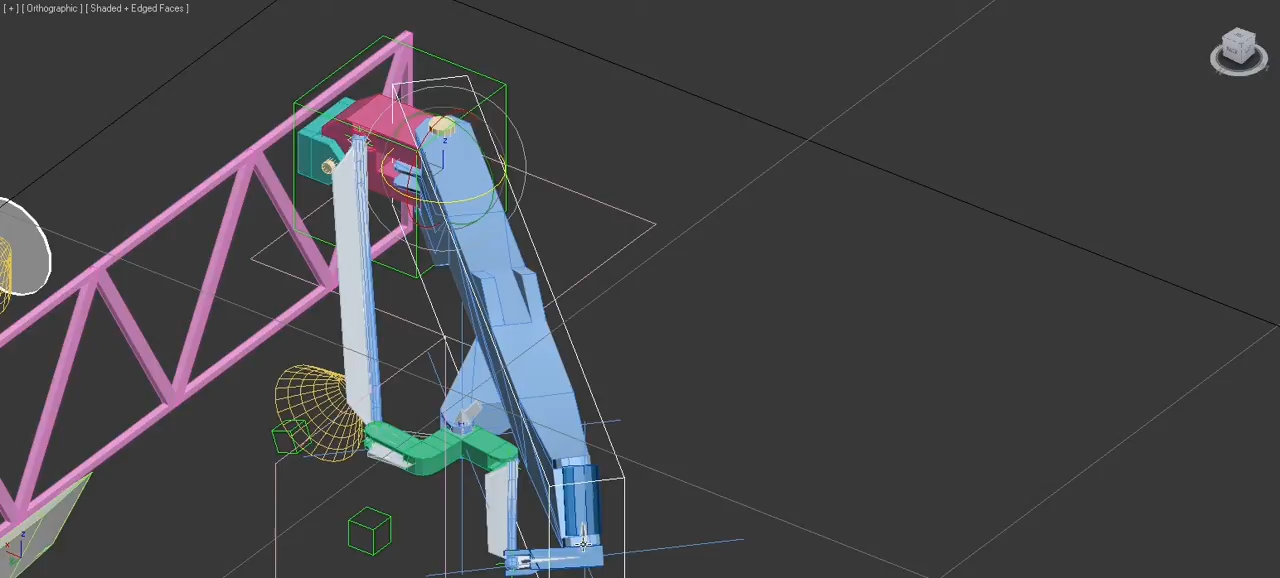 [ + ] [ Orthographic ] [ Shaded + Edged Faces ]
z
z
x